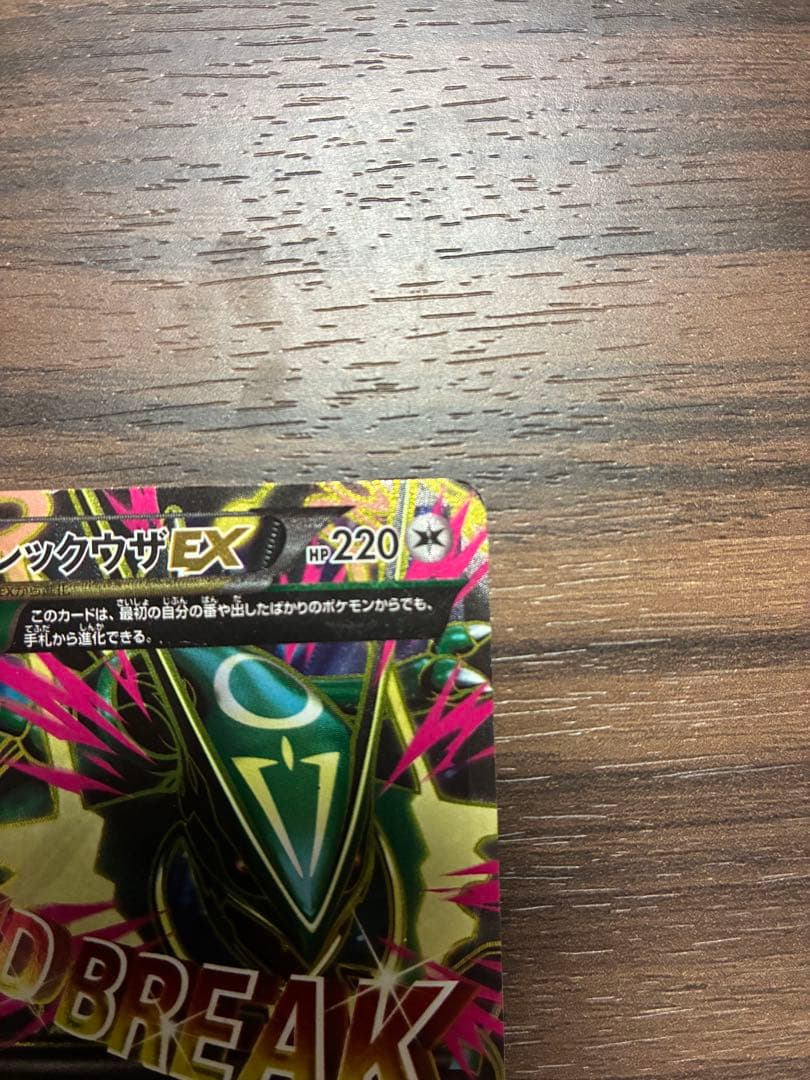 レックウザEX HP220
このカードは、最初の自分の番や出したばかりのポケモンからでも、
手札から進化できる。
D BREAK